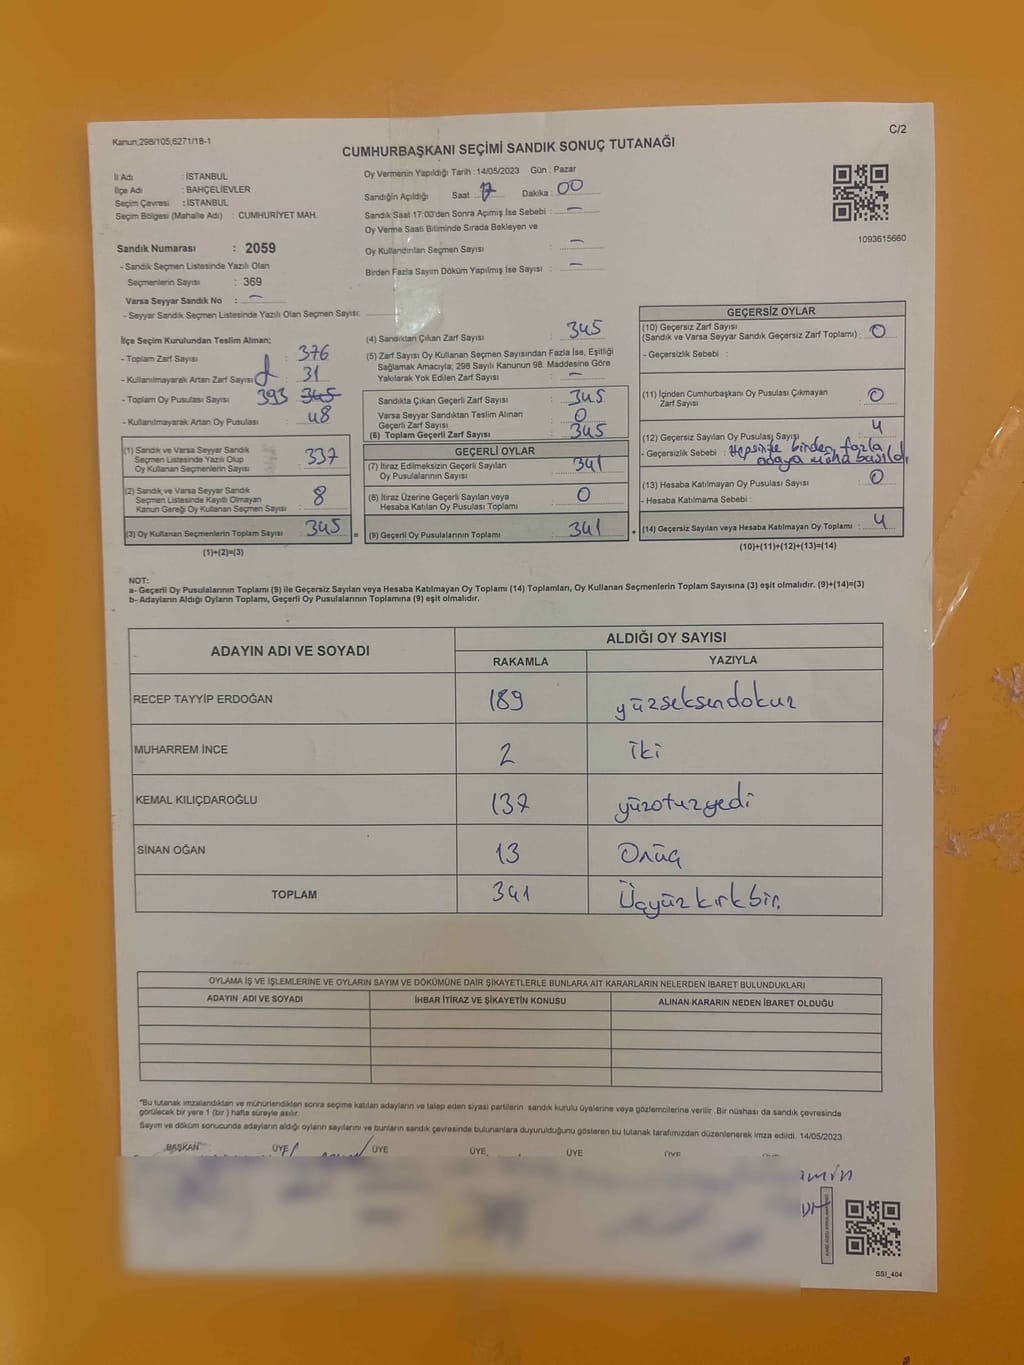 Kanun;298/105;6271/18-1
C/2
CUMHURBAŞKANI SEÇİMİ SANDIK SONUÇ TUTANAĞI
İl Adı : İSTANBUL
İlçe Adı : BAHÇELİEVLER
Seçim Çevresi : İSTANBUL
Seçim Bölgesi (Mahalle Adı) : CUMHURİYET MAH.
Sandık Numarası : 2059
- Sandık Seçmen Listesinde Yazılı Olan
Seçmenlerin Sayısı : 369
Varsa Seyyar Sandık No : —
- Seyyar Sandık Seçmen Listesinde Yazılı Olan Seçmen Sayısı:
Oy Vermenin Yapıldığı Tarih : 14/05/2023 Gün : Pazar
Sandığın Açıldığı Saat : 17 Dakika : 00
Sandık Saat 17:00'den Sonra Açımış İse Sebebi : —
Oy Verme Saati Bitiminde Sırada Bekleyen ve
Oy Kullandırılan Seçmen Sayısı : —
Birden Fazla Sayım Döküm Yapılmış İse Sayısı : —
1093615660
İlçe Seçim Kurulundan Teslim Alınan;
- Toplam Zarf Sayısı : 376
- Kullanılmayarak Artan Zarf Sayısı : 31
- Toplam Oy Pusulası Sayısı : 393 345
- Kullanılmayarak Artan Oy Pusulası : 48
(1) Sandık ve Varsa Seyyar Sandık
Seçmen Listesinde Yazılı Olup
Oy Kullanan Seçmenlerin Sayısı : 337
(2) Sandık ve Varsa Seyyar Sandık
Seçmen Listesinde Kayıtlı Olmayan
Kanun Gereği Oy Kullanan Seçmen Sayısı : 8
(3) Oy Kullanan Seçmenlerin Toplam Sayısı : 345
=
(1)+(2)=(3)
(4) Sandıktan Çıkan Zarf Sayısı : 345
(5) Zarf Sayısı Oy Kullanan Seçmen Sayısından Fazla İse, Eşitliği
Sağlamak Amacıyla; 298 Sayılı Kanunun 98. Maddesine Göre
Yakılarak Yok Edilen Zarf Sayısı : —
Sandıkta Çıkan Geçerli Zarf Sayısı : 345
Varsa Seyyar Sandıktan Teslim Alınan
Geçerli Zarf Sayısı : 0
(6) Toplam Geçerli Zarf Sayısı : 345
GEÇERLİ OYLAR
(7) İtiraz Edilmeksizin Geçerli Sayılan
Oy Pusulalarının Sayısı : 341
(8) İtiraz Üzerine Geçerli Sayılan veya
Hesaba Katılan Oy Pusulası Toplamı : 0
(9) Geçerli Oy Pusulalarının Toplamı : 341
+
GEÇERSİZ OYLAR
(10) Geçersiz Zarf Sayısı
(Sandık ve Varsa Seyyar Sandık Geçersiz Zarf Toplamı) : 0
- Geçersizlik Sebebi :
(11) İçinden Cumhurbaşkanı Oy Pusulası Çıkmayan
Zarf Sayısı : 0
(12) Geçersiz Sayılan Oy Pusulası Sayısı : 4
- Geçersizlik Sebebi : Hepsinde birden fazla
adaya mühür basıldı.
(13) Hesaba Katılmayan Oy Pusulası Sayısı : 0
- Hesaba Katılmama Sebebi :
(14) Geçersiz Sayılan veya Hesaba Katılmayan Oy Toplamı : 4
(10)+(11)+(12)+(13)=(14)
NOT:
a- Geçerli Oy Pusulalarının Toplamı (9) ile Geçersiz Sayılan veya Hesaba Katılmayan Oy Toplamı (14) Toplamları, Oy Kullanan Seçmenlerin Toplam Sayısına (3) eşit olmalıdır. (9)+(14)=(3)
b- Adayların Aldığı Oyların Toplamı, Geçerli Oy Pusulalarının Toplamına (9) eşit olmalıdır.
ADAYIN ADI VE SOYADI
ALDIĞI OY SAYISI
RAKAMLA YAZIYLA
RECEP TAYYİP ERDOĞAN 189 yüzseksendokuz
MUHARREM İNCE 2 iki
KEMAL KILIÇDAROĞLU 137 yüzotuzyedi
SİNAN OĞAN 13 Onüç
TOPLAM 341 Üçyüzkırkbir.
OYLAMA İŞ VE İŞLEMLERİNE VE OYLARIN SAYIM VE DÖKÜMÜNE DAİR ŞİKAYETLERLE BUNLARA AİT KARARLARIN NELERDEN İBARET BULUNDUKLARI
ADAYIN ADI VE SOYADI İHBAR İTİRAZ VE ŞİKAYETİN KONUSU ALINAN KARARIN NEDEN İBARET OLDUĞU
"Bu tutanak imzalandıktan ve mühürlendikten sonra seçime katılan adayların ve talep eden siyasi partilerin sandık kurulu üyelerine veya gözlemcilerine verilir .Bir nüshası da sandık çevresinde
görülecek bir yere 1 (bir ) hafta süreyle asılır.
Sayım ve döküm sonucunda adayların aldığı oyların sayılarını ve bunların sandık çevresinde bulunanlara duyurulduğunu gösteren bu tutanak tarafımızdan düzenlenerek imza edildi. 14/05/2023
BAŞKAN ÜYE ÜYE ÜYE ÜYE ÜYE
SSI_404